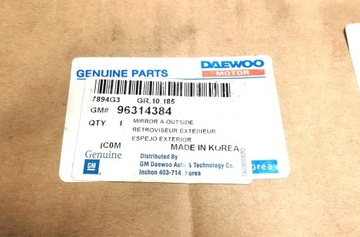 DAEWOO
GENUINE PARTS
MOTOR
7894G3 GR.10.185
GM# 96314384
QTY 1 MIRROR A-OUTSIDE
RETROVISEUR EXTERIEUR
ESPEJO EXTERIOR
(COM MADE IN KOREA
Genuine
GM
Distributed By
GM Daewoo Auto & Technology Co.
Inchon 403-714, Korea
orea